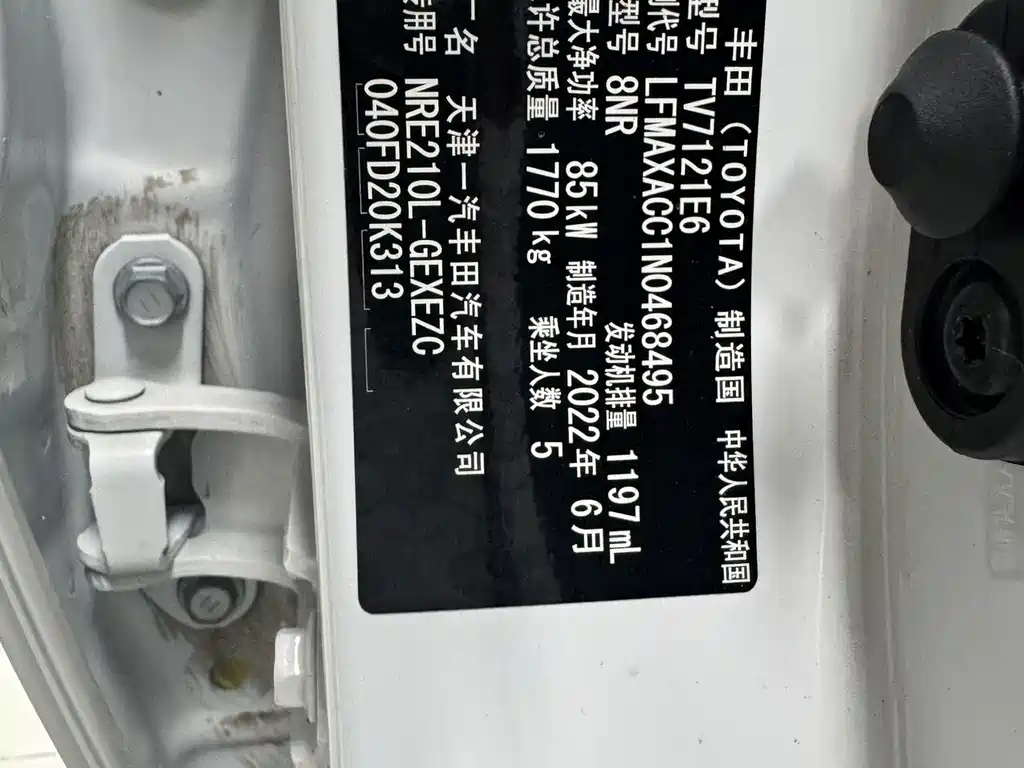 丰田 (TOYOTA) 制造国 中华人民共和国
型号 TV7121E6
别代号 LFMAXACC1N0468495
型号 8NR 发动机排量 1197mL
最大净功率 85kW 制造年月 2022年 6月
许总质量 1770kg 乘坐人数 5
厂名 天津一汽丰田汽车有限公司
专用号 NRE210L-GEXEZC
040FD20K313